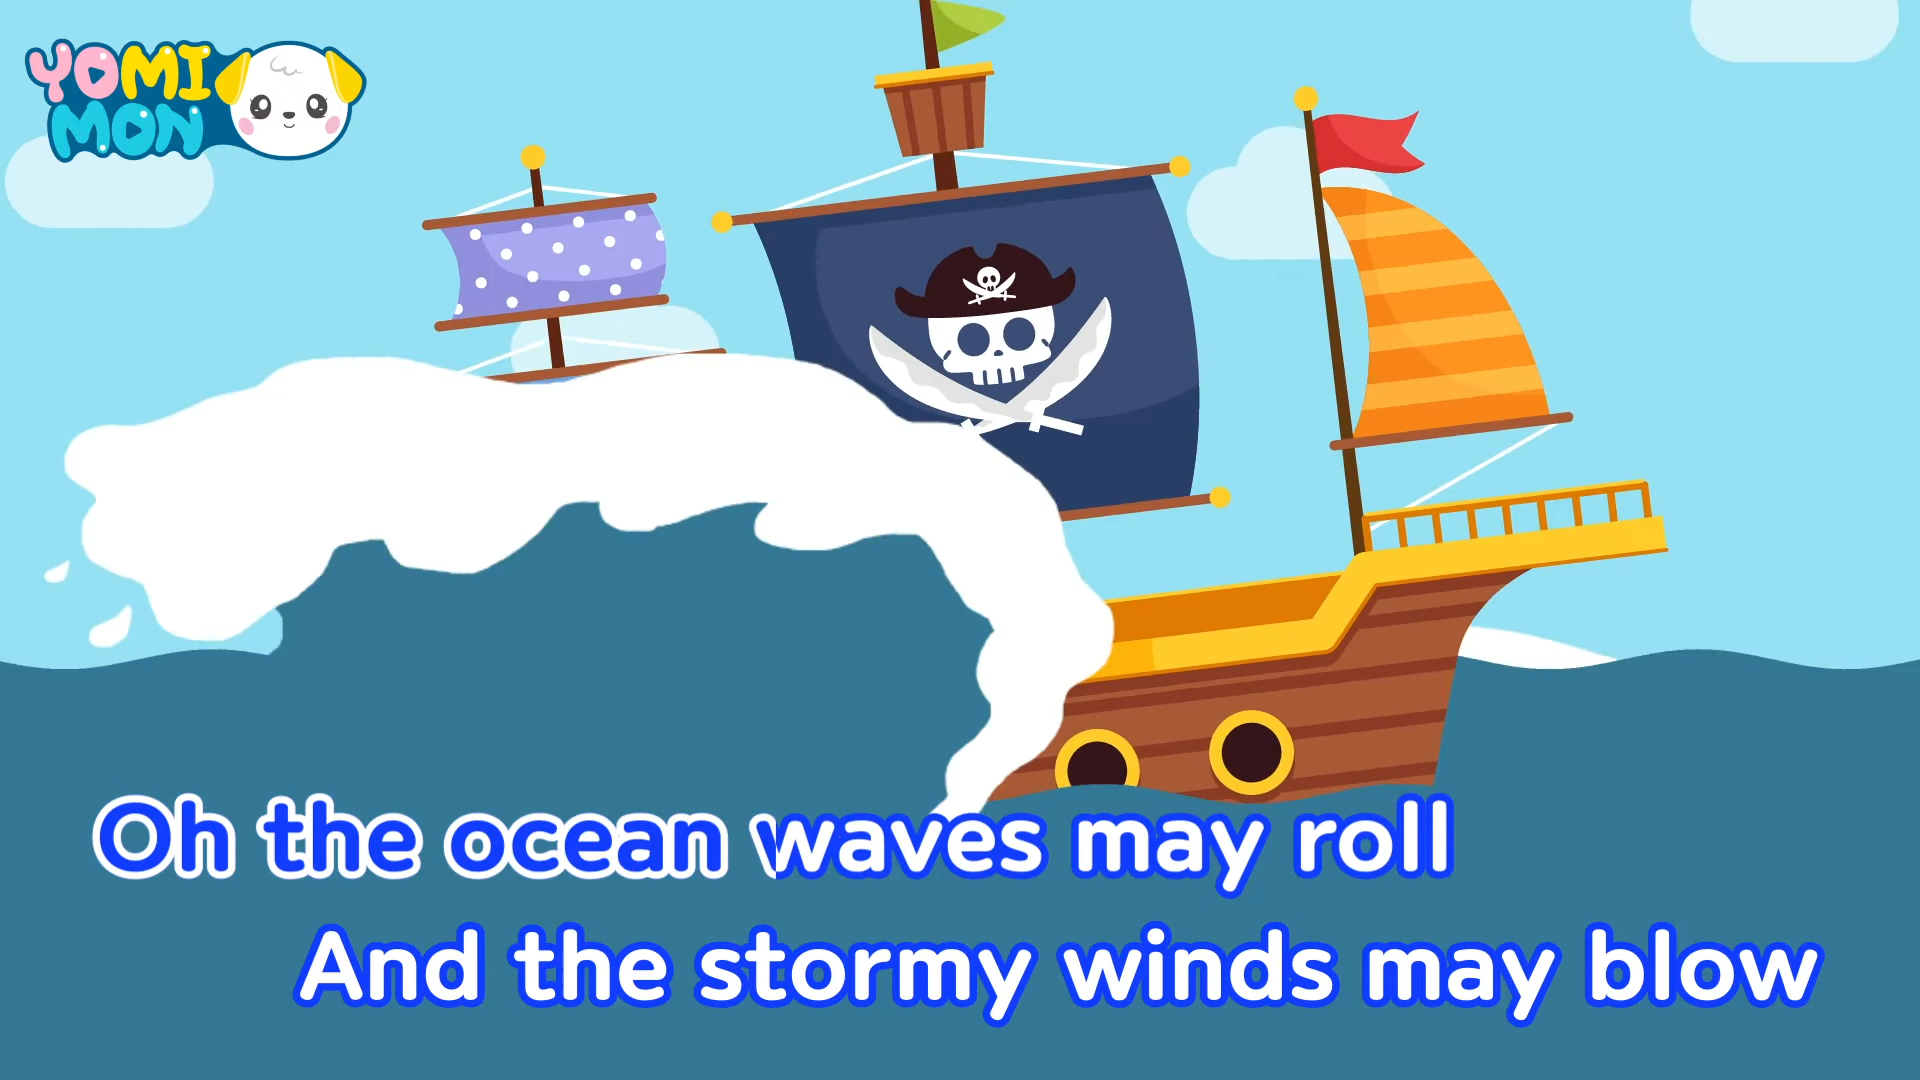 YOMI
MON
Oh the ocean waves may roll
And the stormy winds may blow